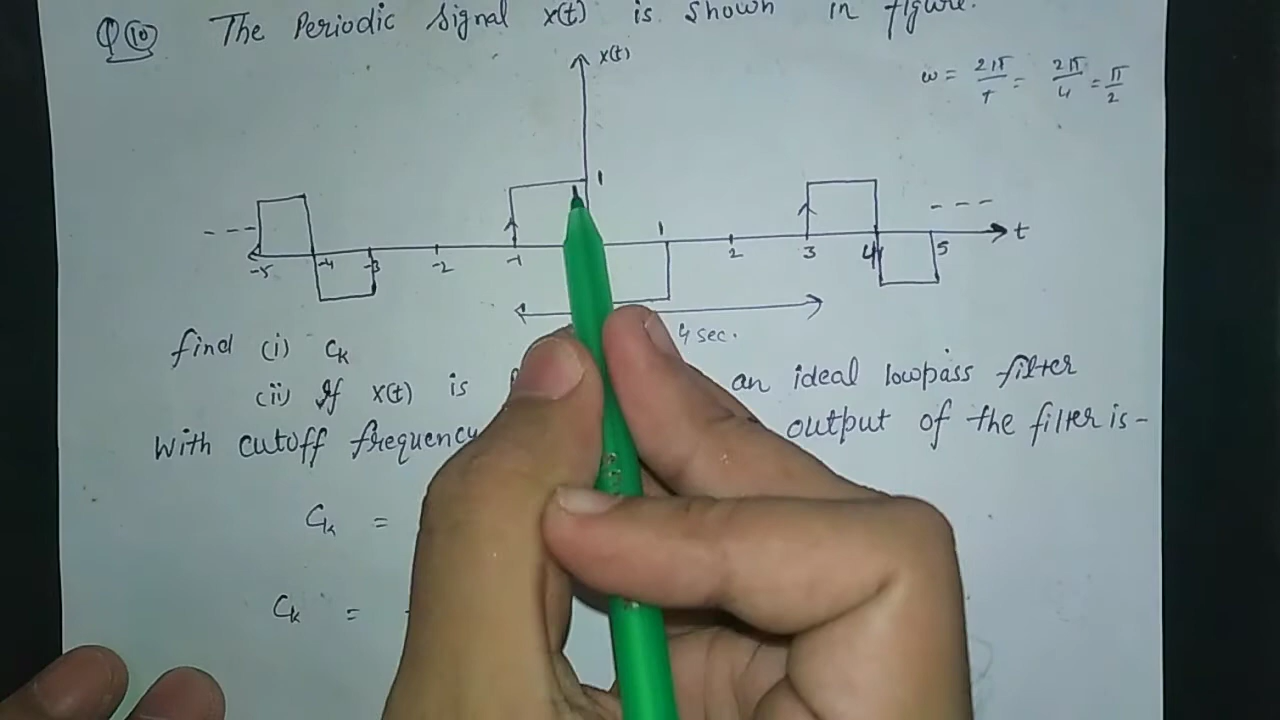 Q⑩ The Periodic Signal x(t) is shown in figure.
x(t)
ω = 2π/T = 2π/4 = π/2
1
1
-5 -4 -3 -2 -1 2 3 4 5 t
4 sec.
find (i) Ck
(ii) If x(t) is an ideal lowpass filter
with cutoff frequency output of the filter is-
Ck =
Ck =